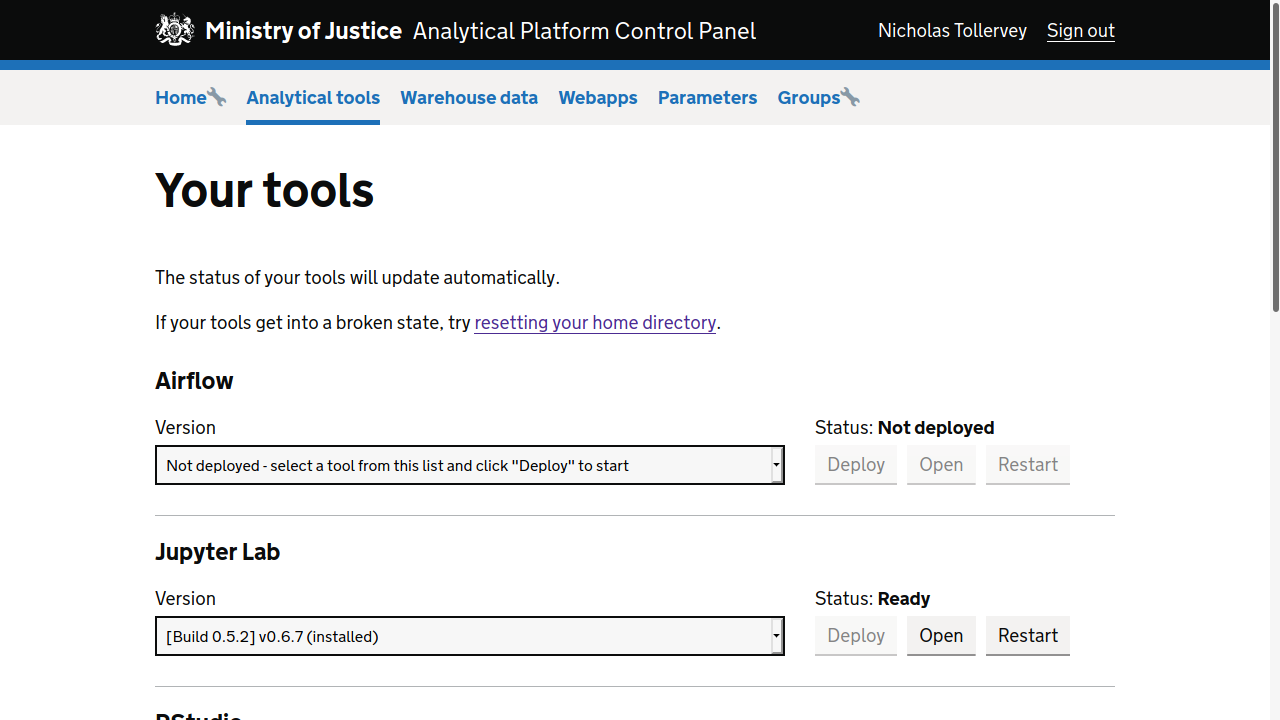 Ministry of Justice Analytical Platform Control Panel Nicholas Tollervey Sign out
Home Analytical tools Warehouse data Webapps Parameters Groups
Your tools
The status of your tools will update automatically.
If your tools get into a broken state, try resetting your home directory.
Airflow
Version Status: Not deployed
Not deployed - select a tool from this list and click "Deploy" to start Deploy Open Restart
Jupyter Lab
Version Status: Ready
[Build 0.5.2] v0.6.7 (installed) Deploy Open Restart
RStudio